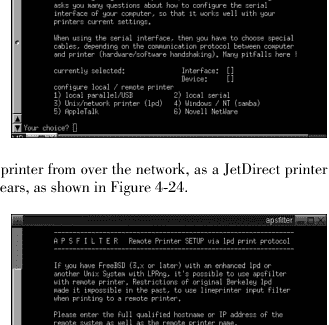 asks you many questions about how to configure the serial
interface of your computer, so that it works well with your
printers current settings.
When using the serial interface, then you have to choose special
cables, depending on the communication protocol between computer
and printer (hardware/software handshaking). Many pitfalls here !
currently selected: Interface: []
Device: []
configure local / remote printer
1) local parallel/USB 2) local serial
3) Unix/network printer (lpd) 4) Windows / NT (samba)
5) AppleTalk 6) Novell NetWare
Your choice?
printer from over the network, as a JetDirect printer
ears, as shown in Figure 4-24.
apsfilter
A P S F I L T E R Remote Printer SETUP via lpd print protocol
If you have FreeBSD (3.x or later) with an enhanced lpd or
another Unix System with LPRng, it's possible to use apsfilter
with remote printer. Restrictions of original Berkeley lpd
made it impossible in the past, to use lineprinter input filter
when printing to a remote printer.
Please enter the full qualified hostname or IP address of the
remote system as well as the remote printer name.